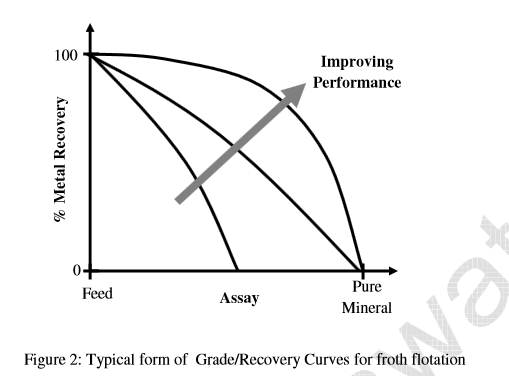 100
Improving
Performance
% Metal Recovery
0
Feed
Assay
Pure
Mineral
Figure 2: Typical form of Grade/Recovery Curves for froth flotation